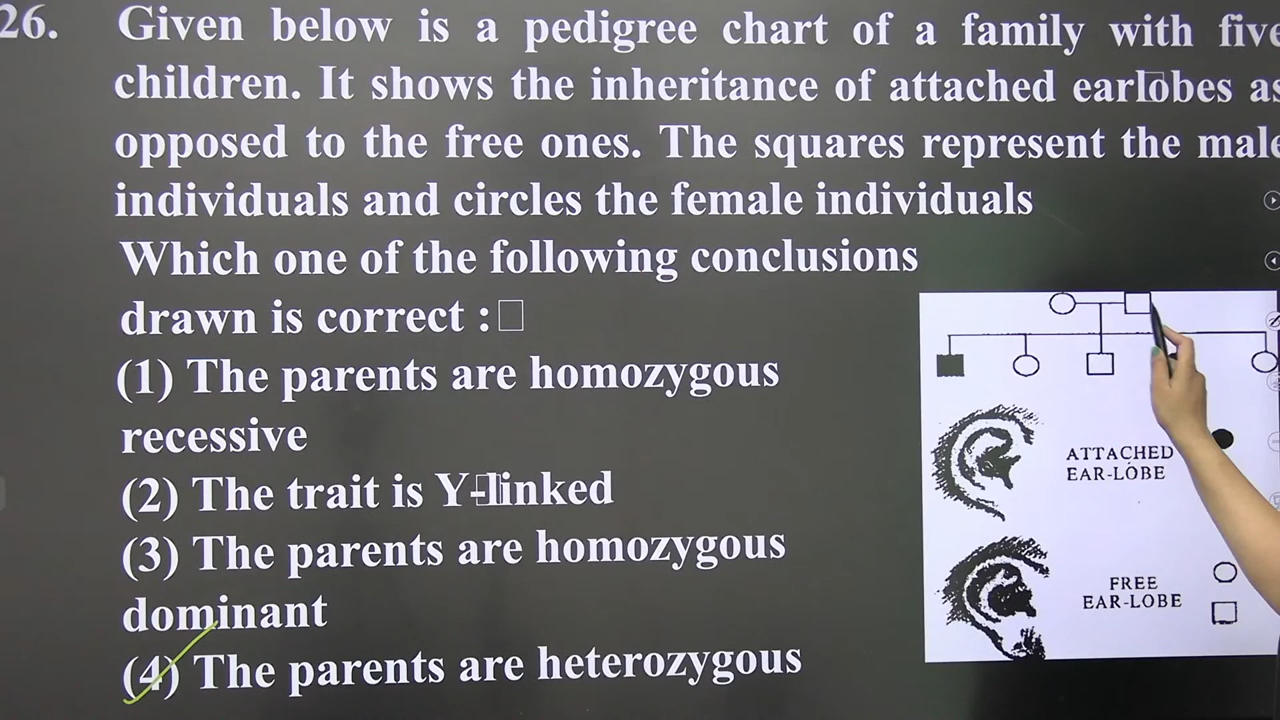 26. Given below is a pedigree chart of a family with five
children. It shows the inheritance of attached earlobes as
opposed to the free ones. The squares represent the male
individuals and circles the female individuals
Which one of the following conclusions
drawn is correct :
(1) The parents are homozygous
recessive
(2) The trait is Y-linked
(3) The parents are homozygous
dominant
(4) The parents are heterozygous
ATTACHED
EAR-LOBE
FREE
EAR-LOBE